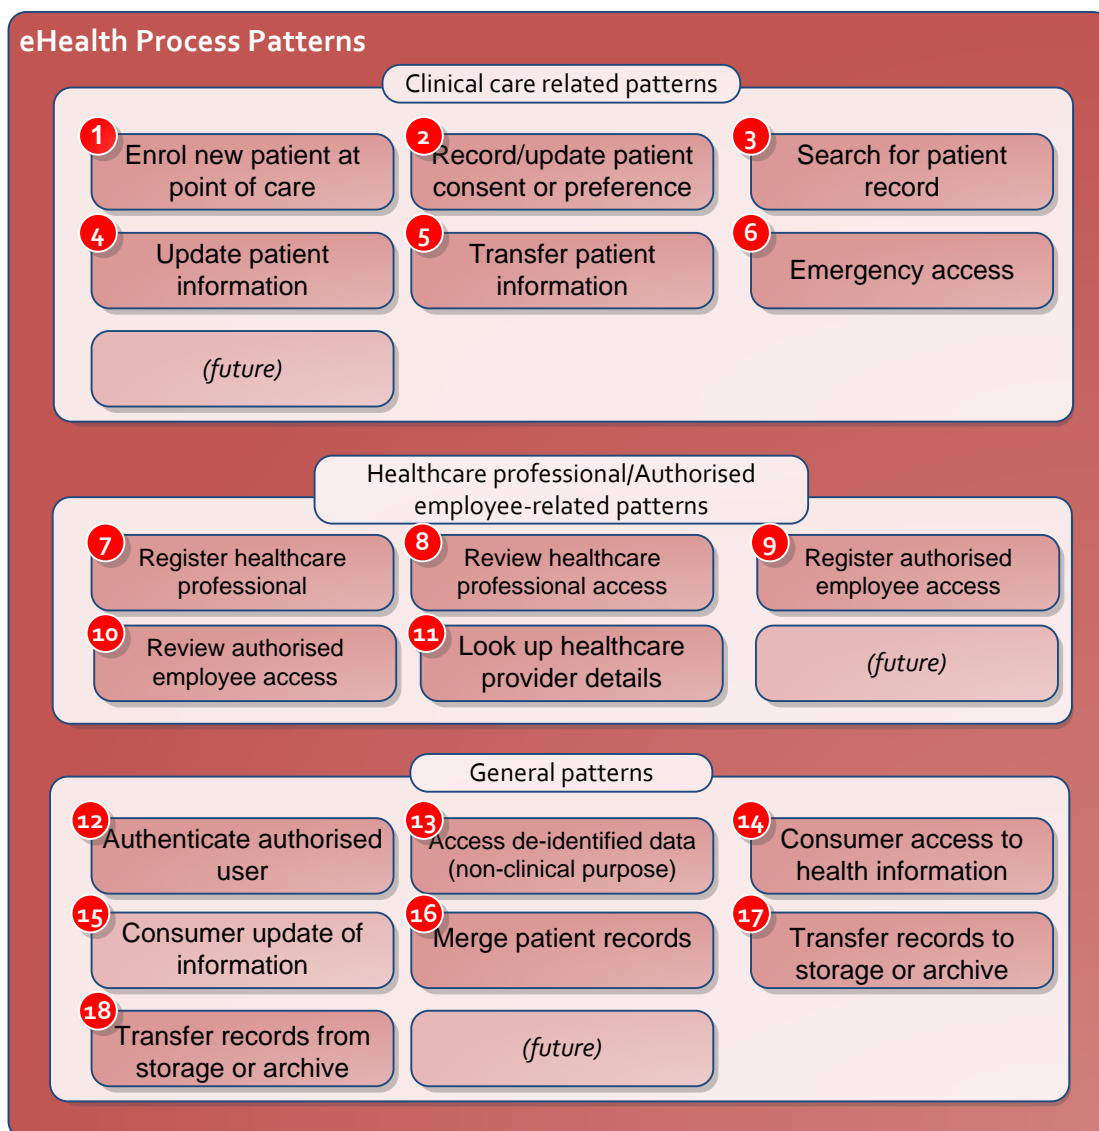 eHealth Process Patterns
Clinical care related patterns
1
Enrol new patient at
point of care
2
Record/update patient
consent or preference
3
Search for patient
record
4
Update patient
information
5
Transfer patient
information
6
Emergency access
(future)
Healthcare professional/Authorised
employee-related patterns
7
Register healthcare
professional
8
Review healthcare
professional access
9
Register authorised
employee access
10
Review authorised
employee access
11
Look up healthcare
provider details
(future)
General patterns
12
Authenticate authorised
user
13
Access de-identified data
(non-clinical purpose)
14
Consumer access to
health information
15
Consumer update of
information
16
Merge patient records
17
Transfer records to
storage or archive
18
Transfer records from
storage or archive
(future)